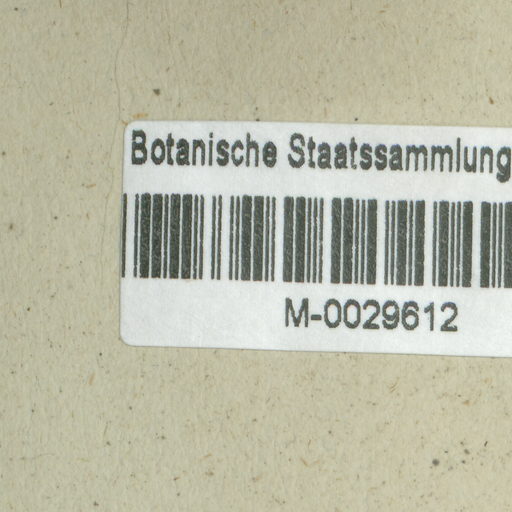 Botanische Staatssammlung
M-0029612